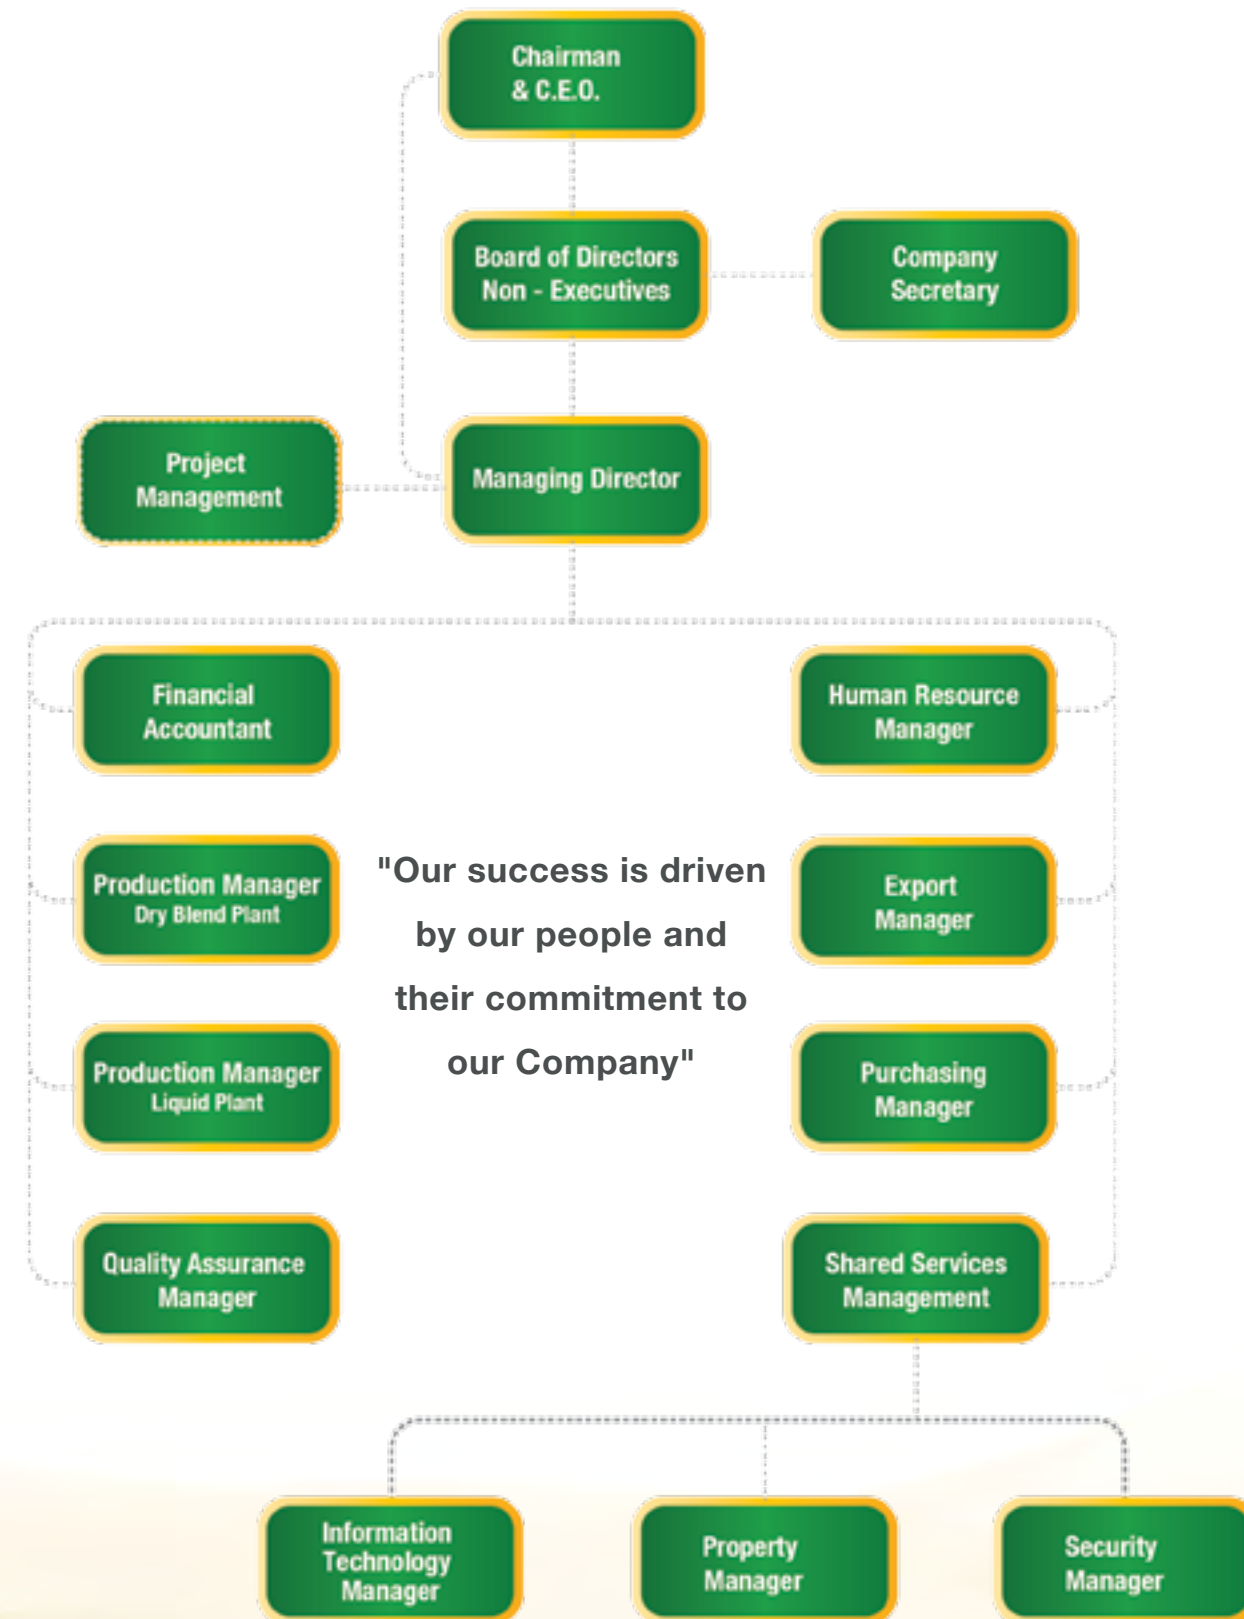 Chairman
& C.E.O.
Board of Directors
Non - Executives
Company
Secretary
Project
Management
Managing Director
Financial
Accountant
Human Resource
Manager
Production Manager
Dry Blend Plant
"Our success is driven
by our people and
their commitment to
our Company"
Export
Manager
Production Manager
Liquid Plant
Purchasing
Manager
Quality Assurance
Manager
Shared Services
Management
Information
Technology
Manager
Property
Manager
Security
Manager